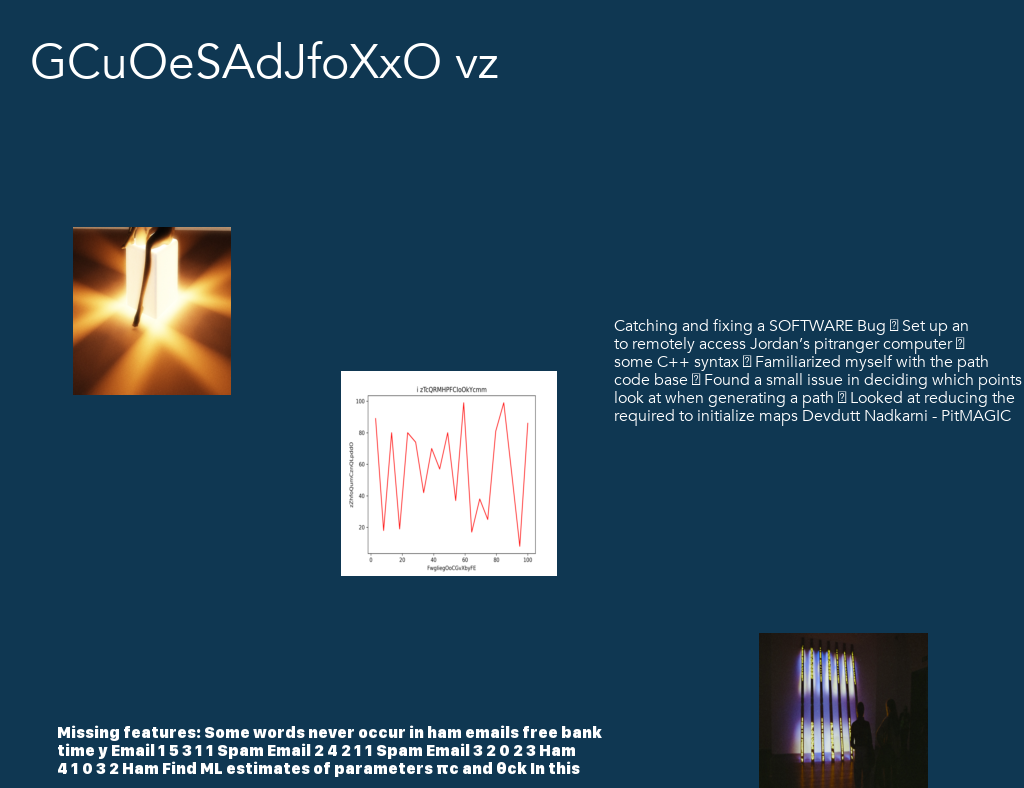 GCuOeSAdJfoXxO vz
Catching and fixing a SOFTWARE Bug Set up an
to remotely access Jordan’s pitranger computer
some C++ syntax Familiarized myself with the path
code base Found a small issue in deciding which points
look at when generating a path Looked at reducing the
required to initialize maps Devdutt Nadkarni - PitMAGIC
i zTcQRMHPFCIoOkYcmm
100
80
60
40
20
0 20 40 60 80 100
FwgIiegOoCGvXbyFE
Missing features: Some words never occur in ham emails free bank
time y Email 1 5 3 1 1 Spam Email 2 4 2 1 1 Spam Email 3 2 0 2 3 Ham
4 1 0 3 2 Ham Find ML estimates of parameters πc and θck In this